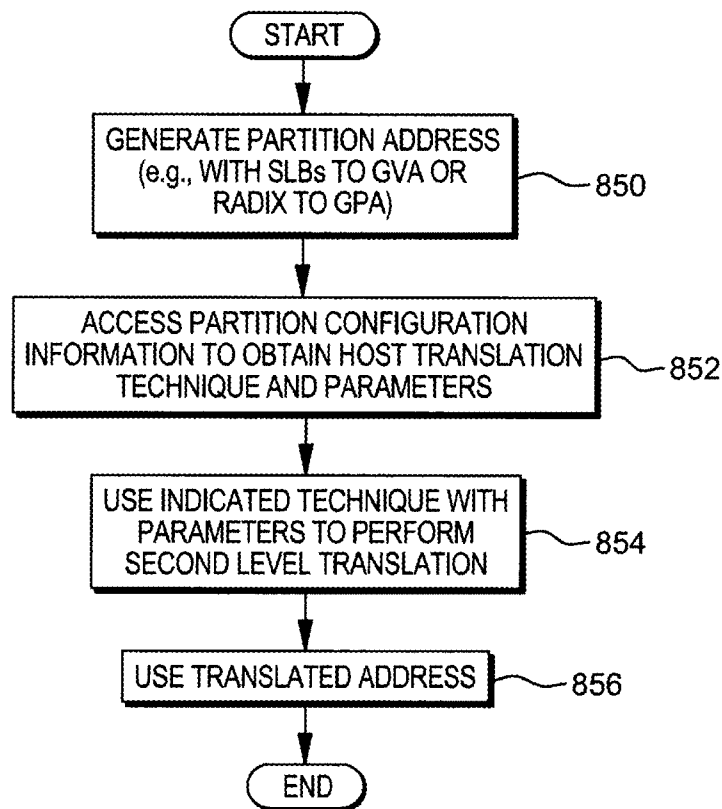 START
GENERATE PARTITION ADDRESS
(e.g., WITH SLBs TO GVA OR
RADIX TO GPA)
850
ACCESS PARTITION CONFIGURATION
INFORMATION TO OBTAIN HOST TRANSLATION
TECHNIQUE AND PARAMETERS
852
USE INDICATED TECHNIQUE WITH
PARAMETERS TO PERFORM
SECOND LEVEL TRANSLATION
854
USE TRANSLATED ADDRESS
856
END